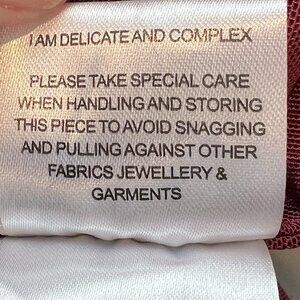 I AM DELICATE AND COMPLEX
PLEASE TAKE SPECIAL CARE
WHEN HANDLING AND STORING
THIS PIECE TO AVOID SNAGGING
AND PULLING AGAINST OTHER
FABRICS JEWELLERY &
GARMENTS